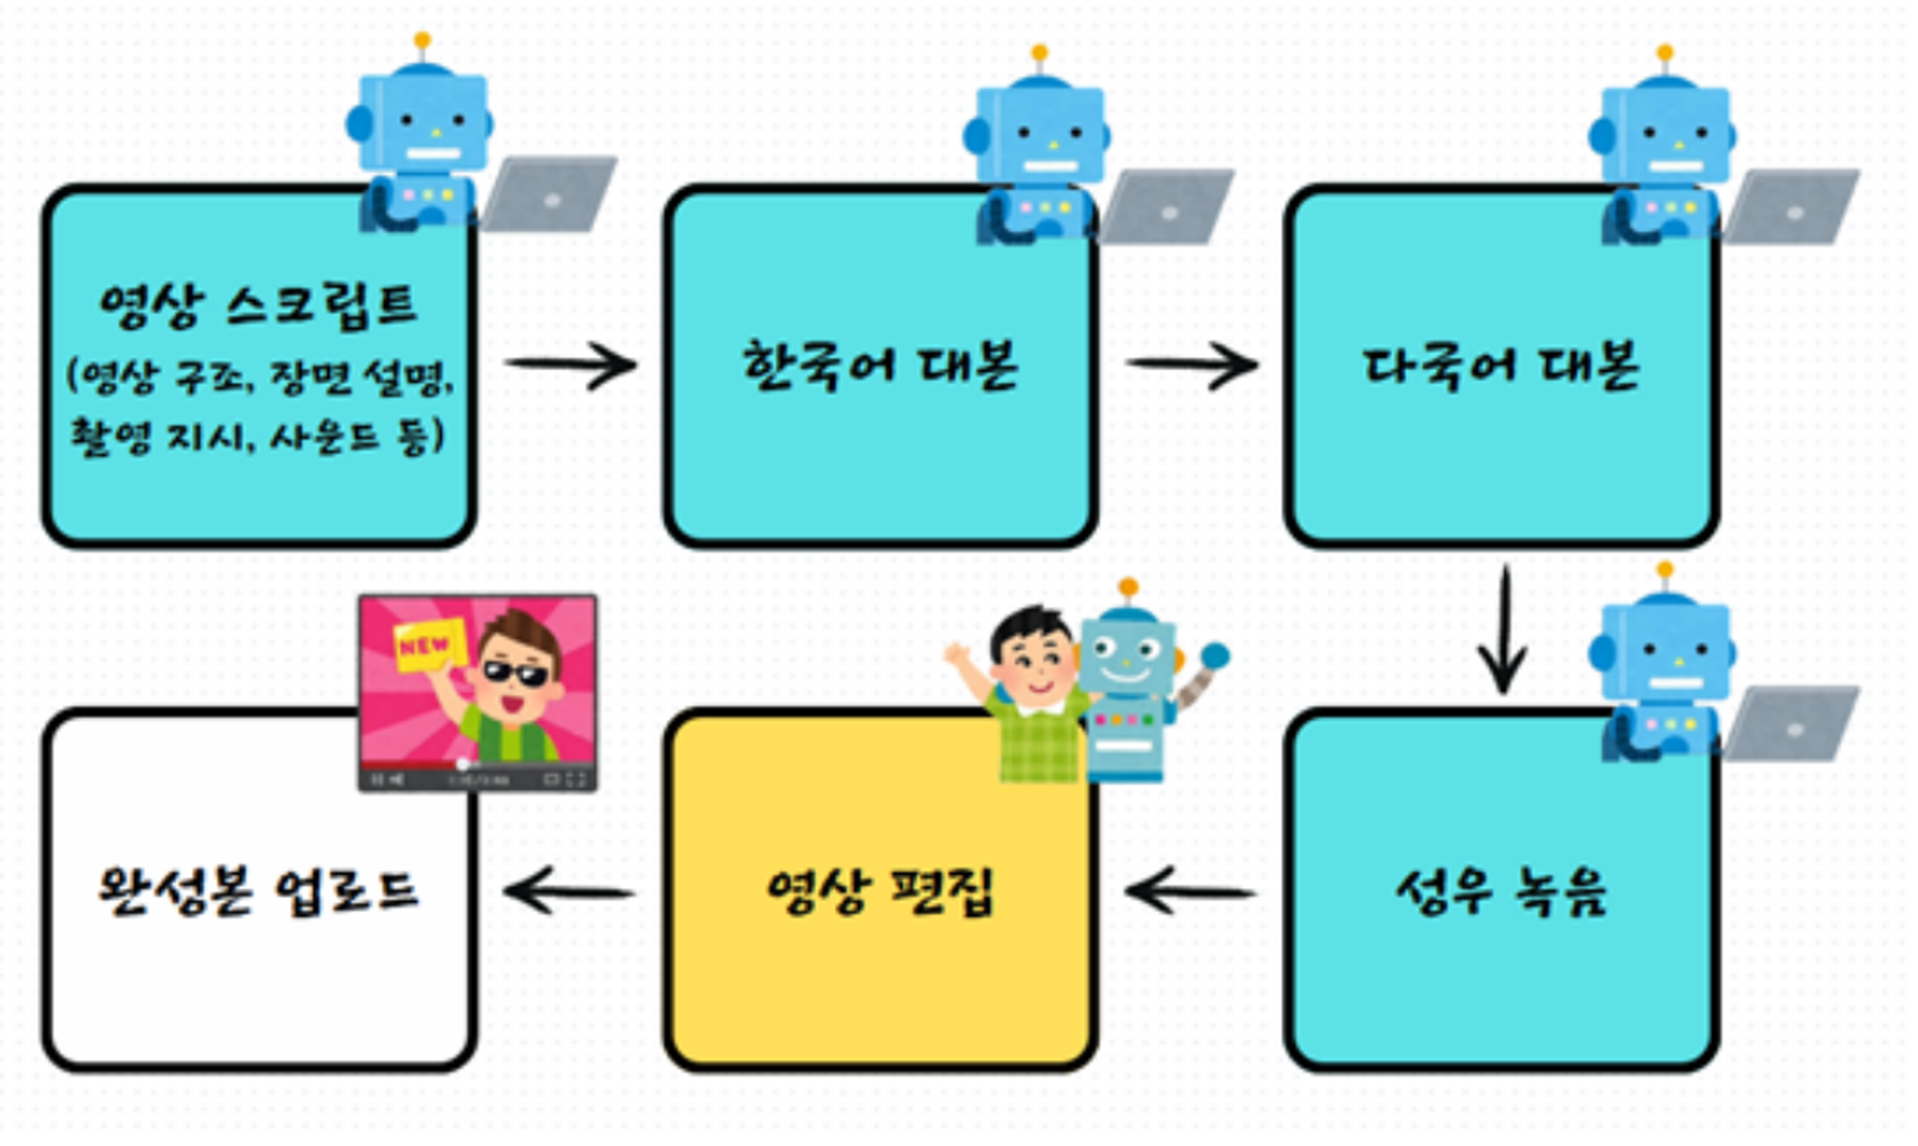 영상 스크립트
(영상 구조, 장면 설명,
촬영 지시, 사운드 등)
한국어 대본
다국어 대본
성우 녹음
영상 편집
NEW
완성본 업로드